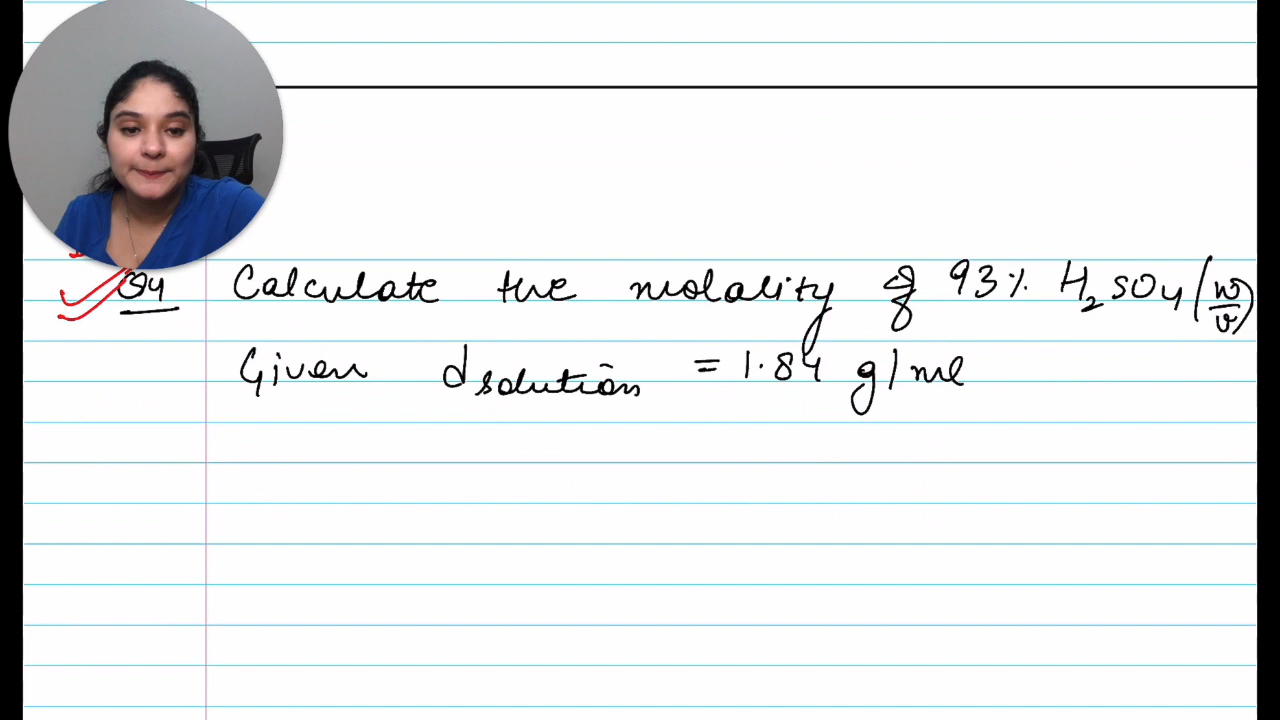 Q4 Calculate the molality of 93% H₂SO₄ (w/v)
Given dsolution = 1.84 g/ml